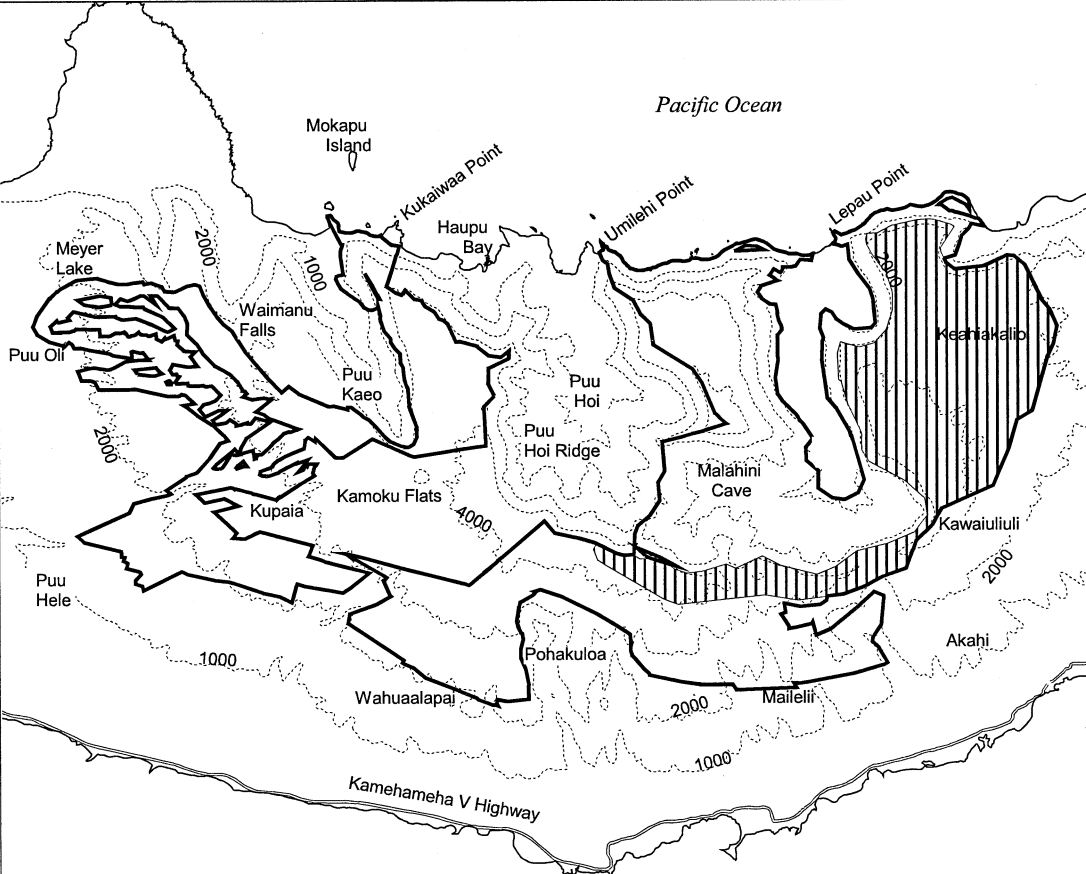 Pacific Ocean
Mokapu
Island
Kukaiwaa Point
Umilehi Point
Lepau Point
Haupu
Bay
Meyer
Lake
2000
1000
2000
Waimanu
Falls
Keahiakalio
Puu Oli
Puu
Kaeo
Puu
Hoi
Puu
Hoi Ridge
2000
Malahini
Cave
Kamoku Flats
Kupaia
4000
Kawaiuliuli
2000
Puu
Hele
Akahi
1000
Pohakuloa
Wahuaalapai
Mailelii
2000
1000
Kamehameha V Highway